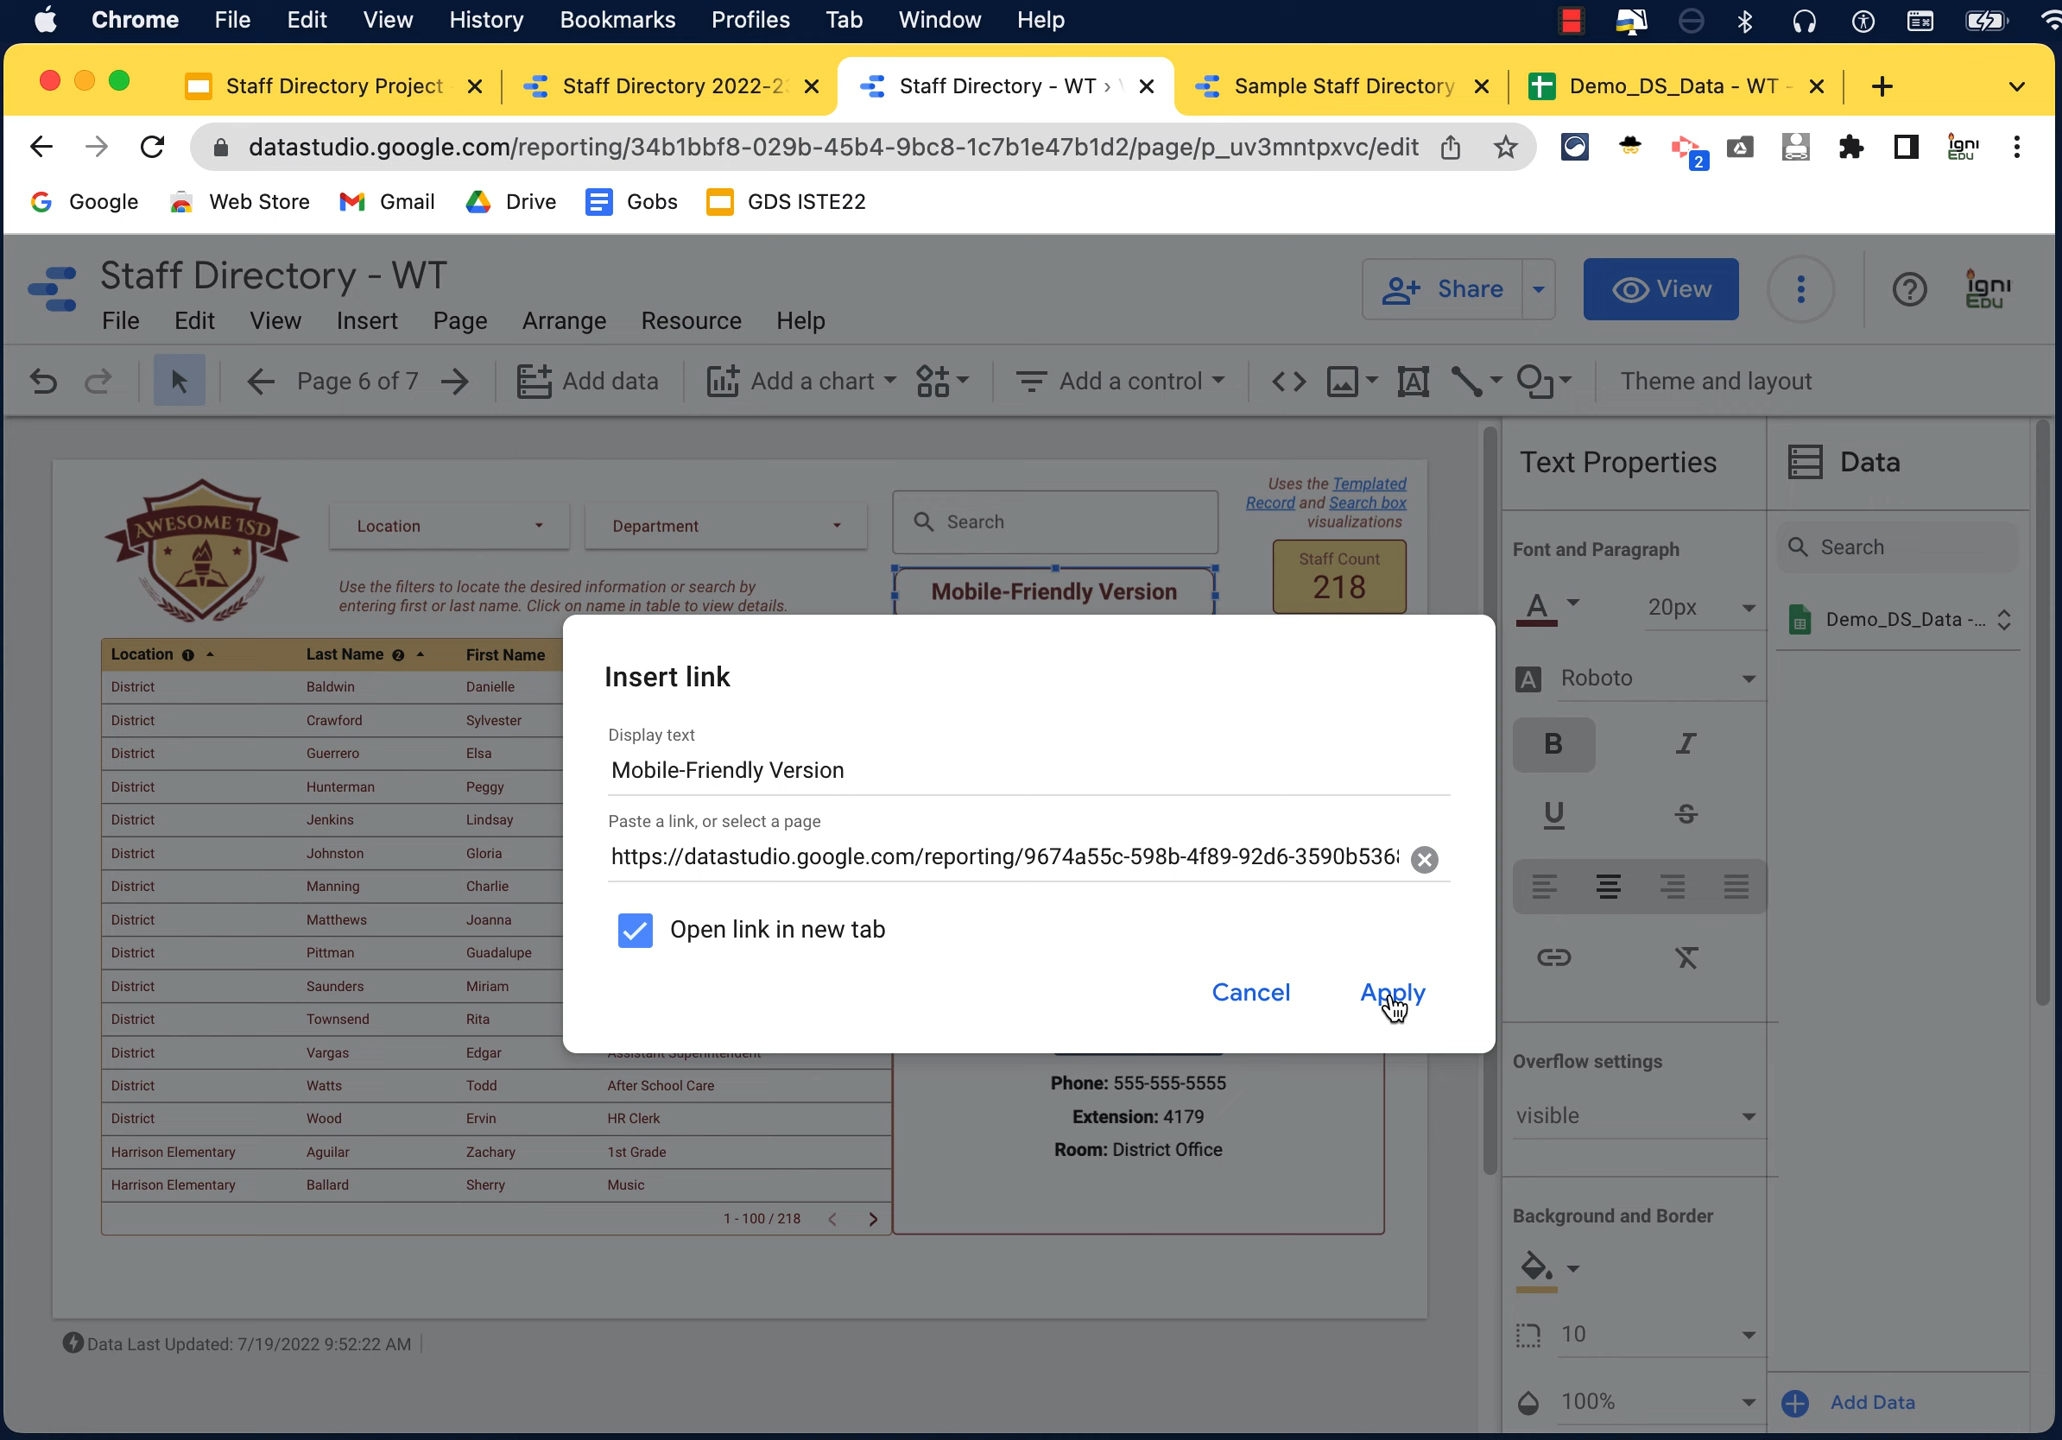 Chrome File Edit View History Bookmarks Profiles Tab Window Help
Staff Directory Project
Staff Directory 2022-2
Staff Directory - WT ›
Sample Staff Directory
Demo_DS_Data - WT -
datastudio.google.com/reporting/34b1bbf8-029b-45b4-9bc8-1c7b1e47b1d2/page/p_uv3mntpxvc/edit
2
igni EDU
Google Web Store Gmail Drive Gobs GDS ISTE22
Staff Directory - WT
File Edit View Insert Page Arrange Resource Help
Share
View
igni EDU
Page 6 of 7
Add data
Add a chart
Add a control
Theme and layout
AWESOME ISD
Location
Department
Search
Uses the Templated
Record and Search box
visualizations
Use the filters to locate the desired information or search by
entering first or last name. Click on name in table to view details.
Mobile-Friendly Version
Staff Count
218
Location 1 Last Name 2 First Name
District Baldwin Danielle
District Crawford Sylvester
District Guerrero Elsa
District Hunterman Peggy
District Jenkins Lindsay
District Johnston Gloria
District Manning Charlie
District Matthews Joanna
District Pittman Guadalupe
District Saunders Miriam
District Townsend Rita
District Vargas Edgar Assistant Superintendent
District Watts Todd After School Care
District Wood Ervin HR Clerk
Harrison Elementary Aguilar Zachary 1st Grade
Harrison Elementary Ballard Sherry Music
1 - 100 / 218
Phone: 555-555-5555
Extension: 4179
Room: District Office
Data Last Updated: 7/19/2022 9:52:22 AM
Insert link
Display text
Mobile-Friendly Version
Paste a link, or select a page
https://datastudio.google.com/reporting/9674a55c-598b-4f89-92d6-3590b536
Open link in new tab
Cancel
Apply
Text Properties
Font and Paragraph
A
20px
A
Roboto
B
I
U
S
Overflow settings
visible
Background and Border
10
100%
Data
Search
Demo_DS_Data -...
Add Data